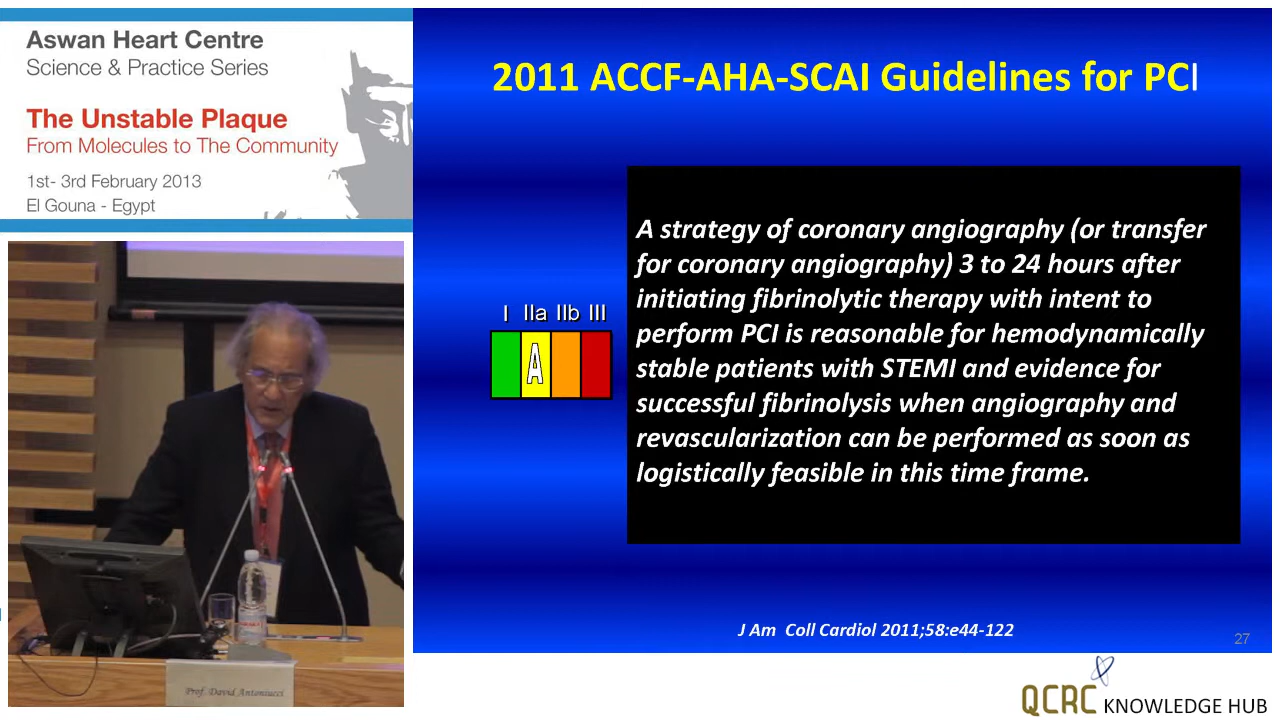 Aswan Heart Centre
Science & Practice Series
The Unstable Plaque
From Molecules to The Community
1st- 3rd February 2013
El Gouna - Egypt
2011 ACCF-AHA-SCAI Guidelines for PCI
I IIa IIb III
A
A strategy of coronary angiography (or transfer
for coronary angiography) 3 to 24 hours after
initiating fibrinolytic therapy with intent to
perform PCI is reasonable for hemodynamically
stable patients with STEMI and evidence for
successful fibrinolysis when angiography and
revascularization can be performed as soon as
logistically feasible in this time frame.
J Am Coll Cardiol 2011;58:e44-122
27
Prof. David Antoniucci
QCRC KNOWLEDGE HUB